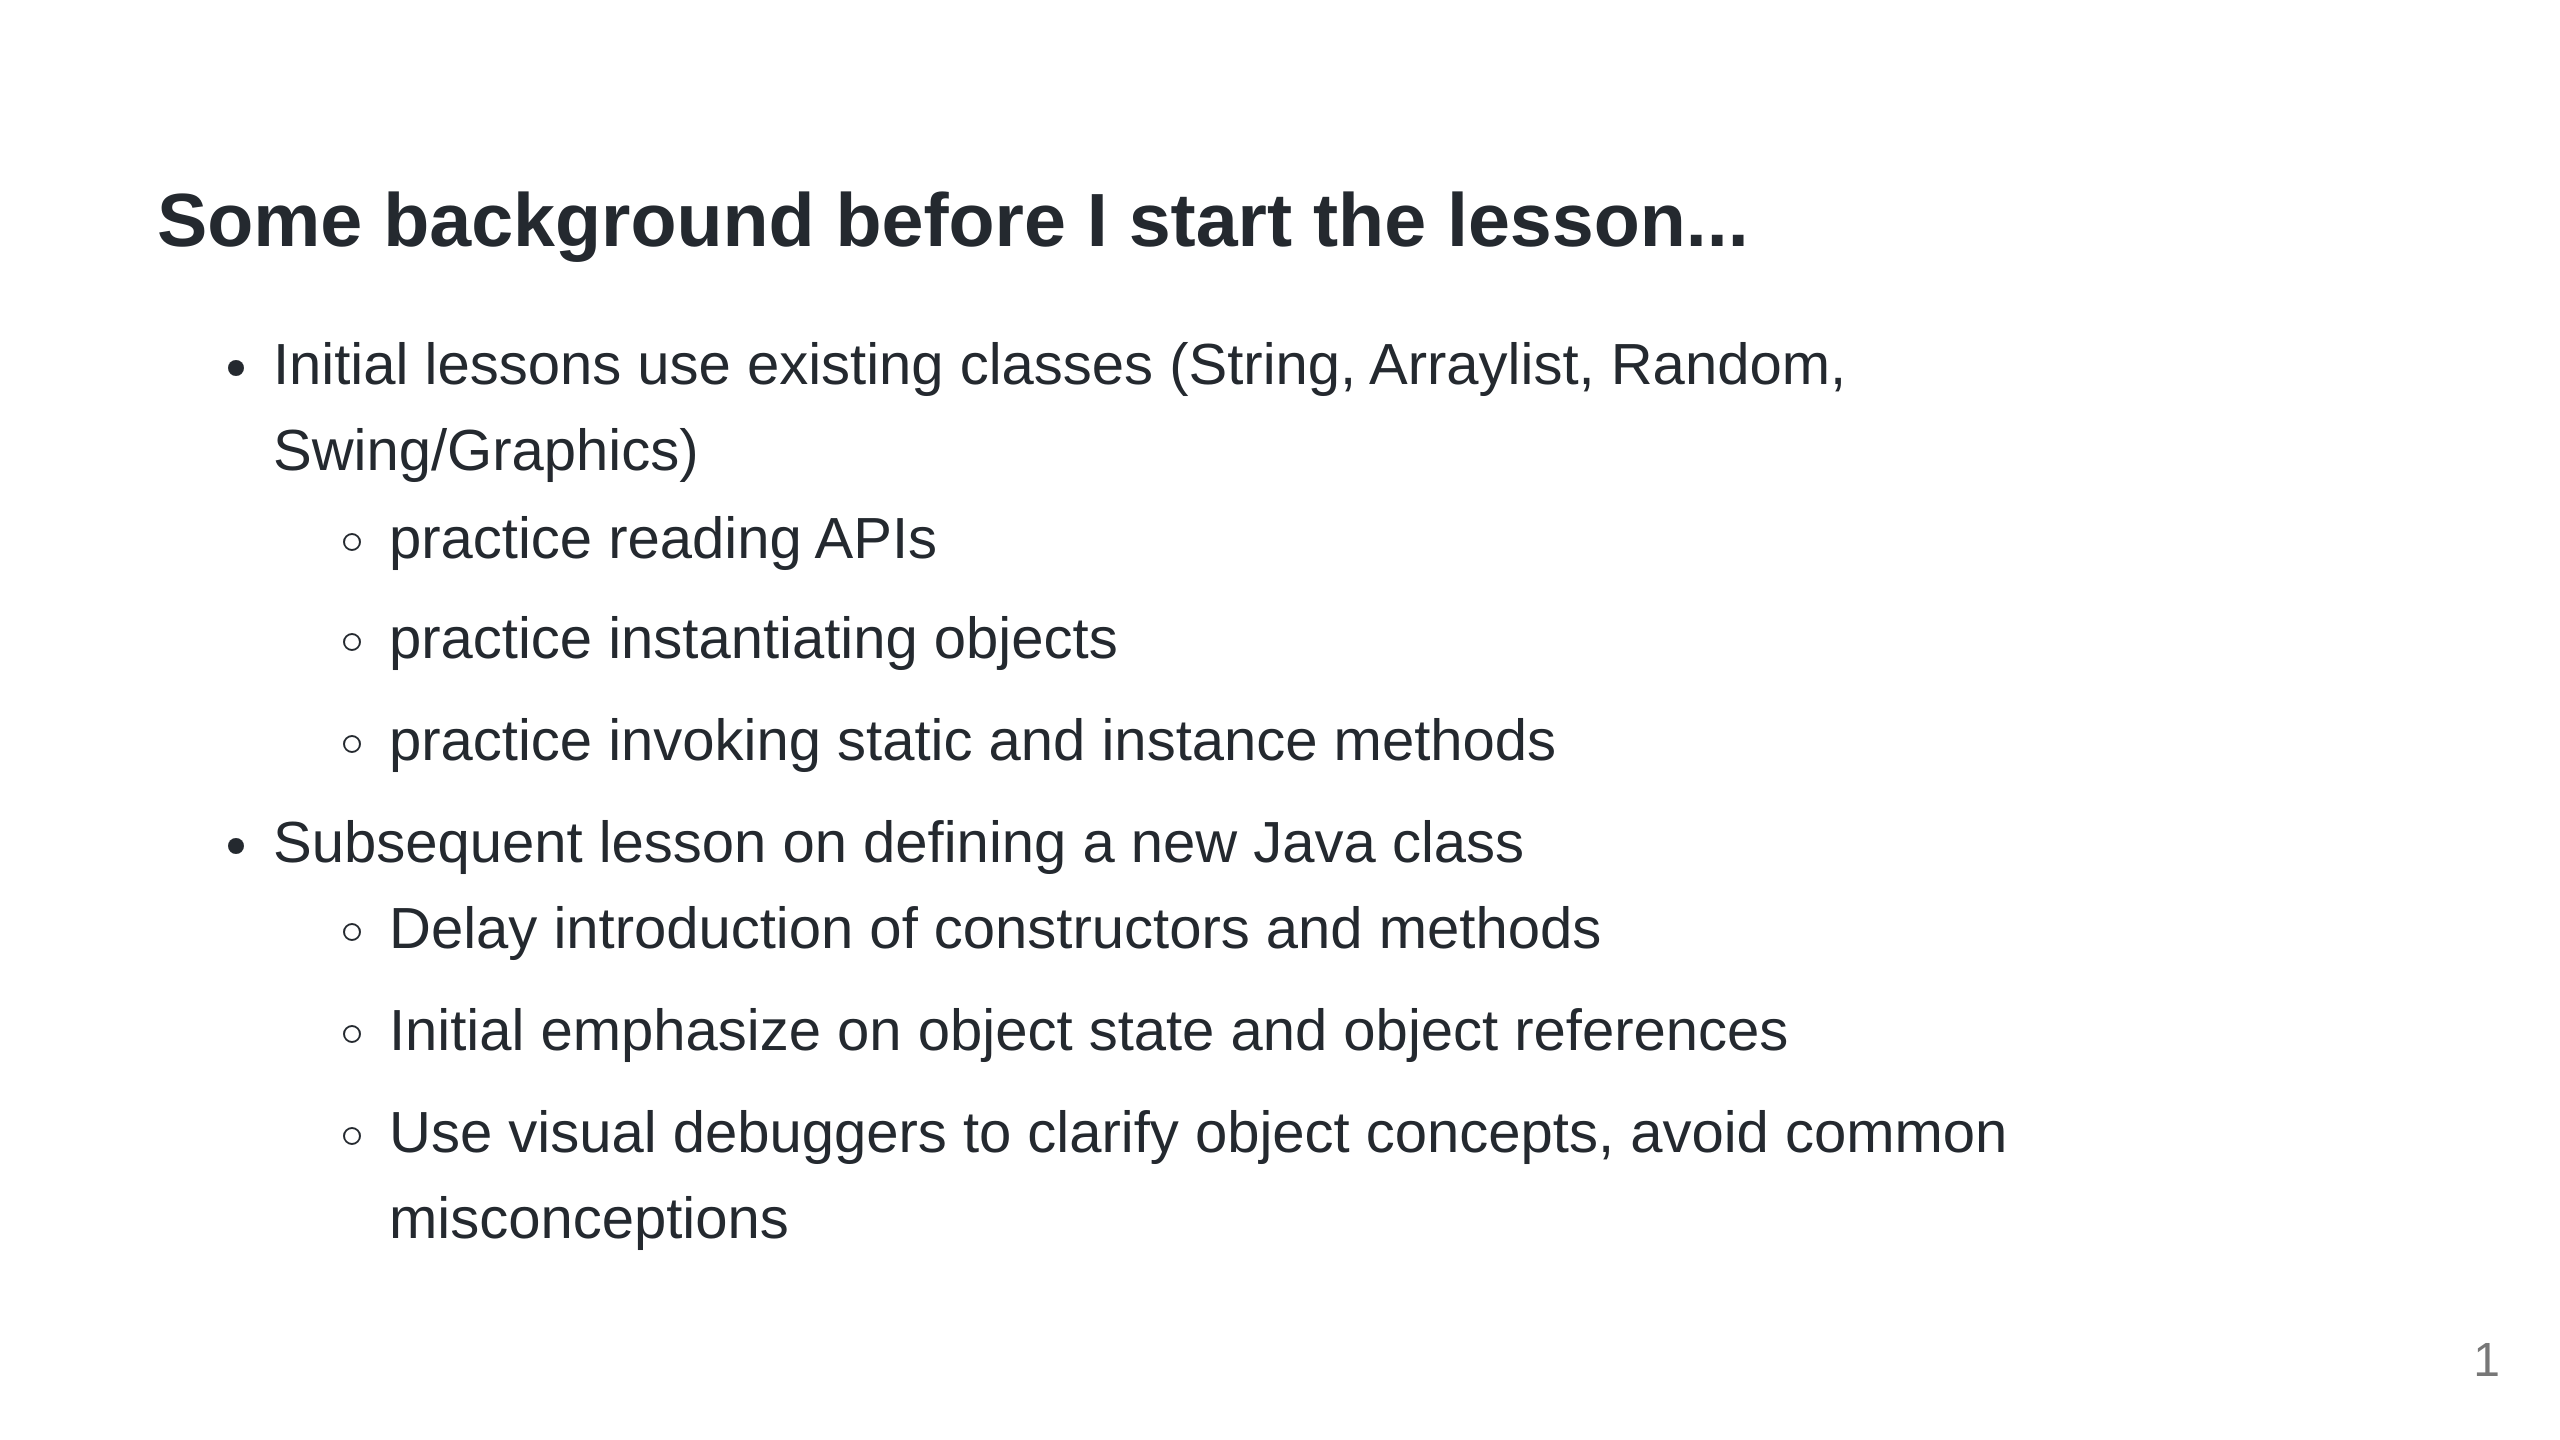 Some background before I start the lesson...
• Initial lessons use existing classes (String, Arraylist, Random,
Swing/Graphics)
◦ practice reading APIs
◦ practice instantiating objects
◦ practice invoking static and instance methods
• Subsequent lesson on defining a new Java class
◦ Delay introduction of constructors and methods
◦ Initial emphasize on object state and object references
◦ Use visual debuggers to clarify object concepts, avoid common
misconceptions
1